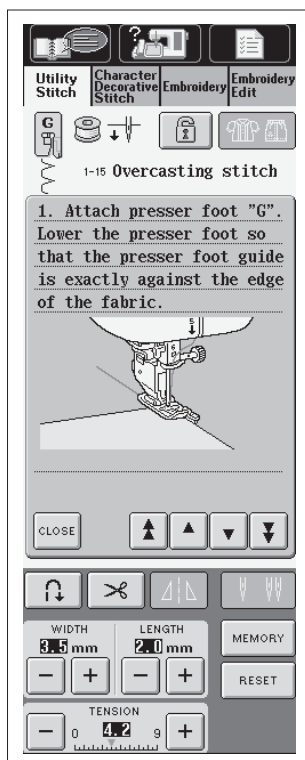 ?
Utility
Stitch
Character
Decorative
Stitch
Embroidery
Embroidery
Edit
G
1-15 Overcasting stitch
1. Attach presser foot "G".
Lower the presser foot so
that the presser foot guide
is exactly against the edge
of the fabric.
5
6
CLOSE
WIDTH
3.5 mm
- +
LENGTH
2.0 mm
- +
MEMORY
RESET
TENSION
- 0 4.2 9 +